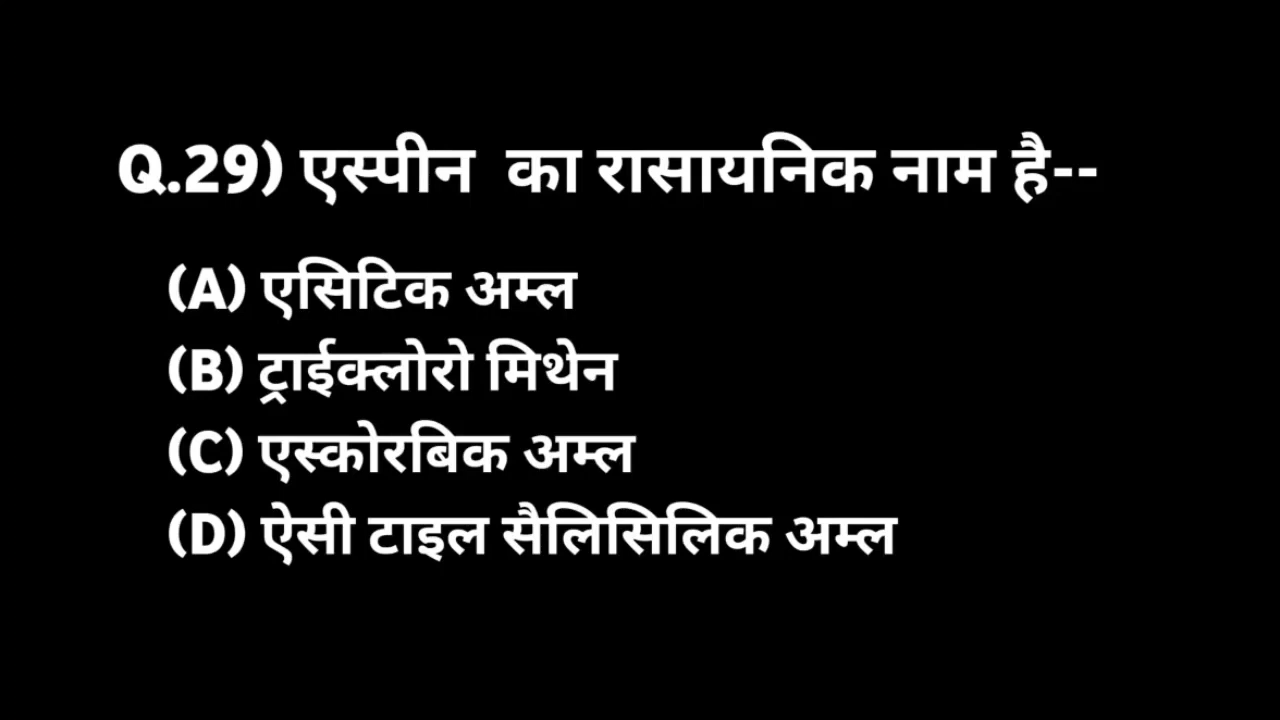 Q.29) एस्पीन का रासायनिक नाम है--
(A) एसिटिक अम्ल
(B) ट्राईक्लोरो मिथेन
(C) एस्कोरबिक अम्ल
(D) ऐसी टाइल सैलिसिलिक अम्ल